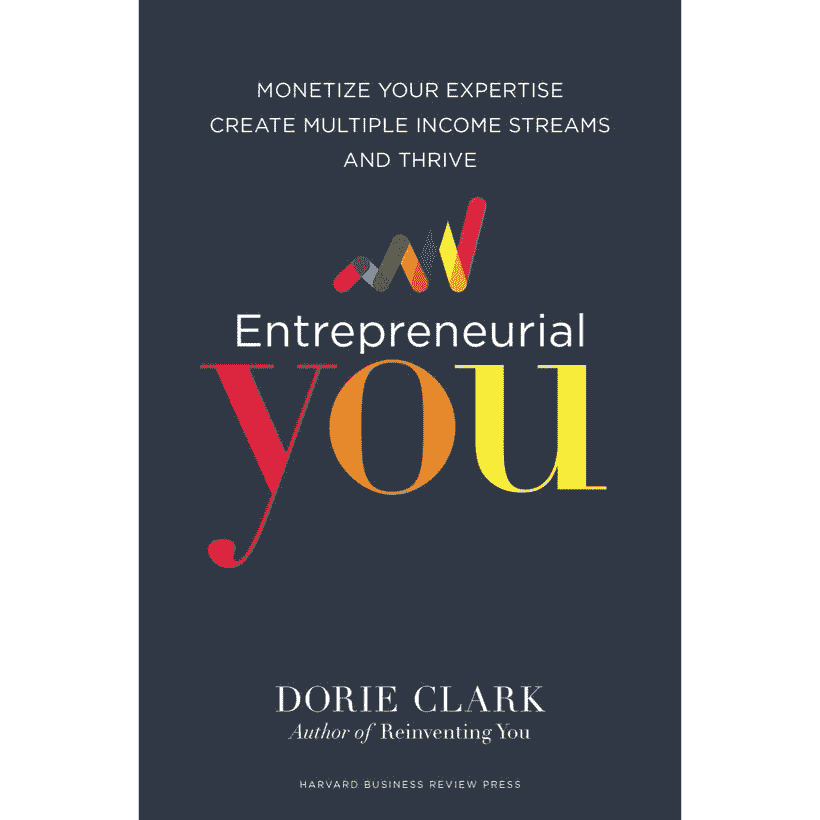 MONETIZE YOUR EXPERTISE
CREATE MULTIPLE INCOME STREAMS
AND THRIVE
Entrepreneurial
you
DORIE CLARK
Author of Reinventing You
HARVARD BUSINESS REVIEW PRESS